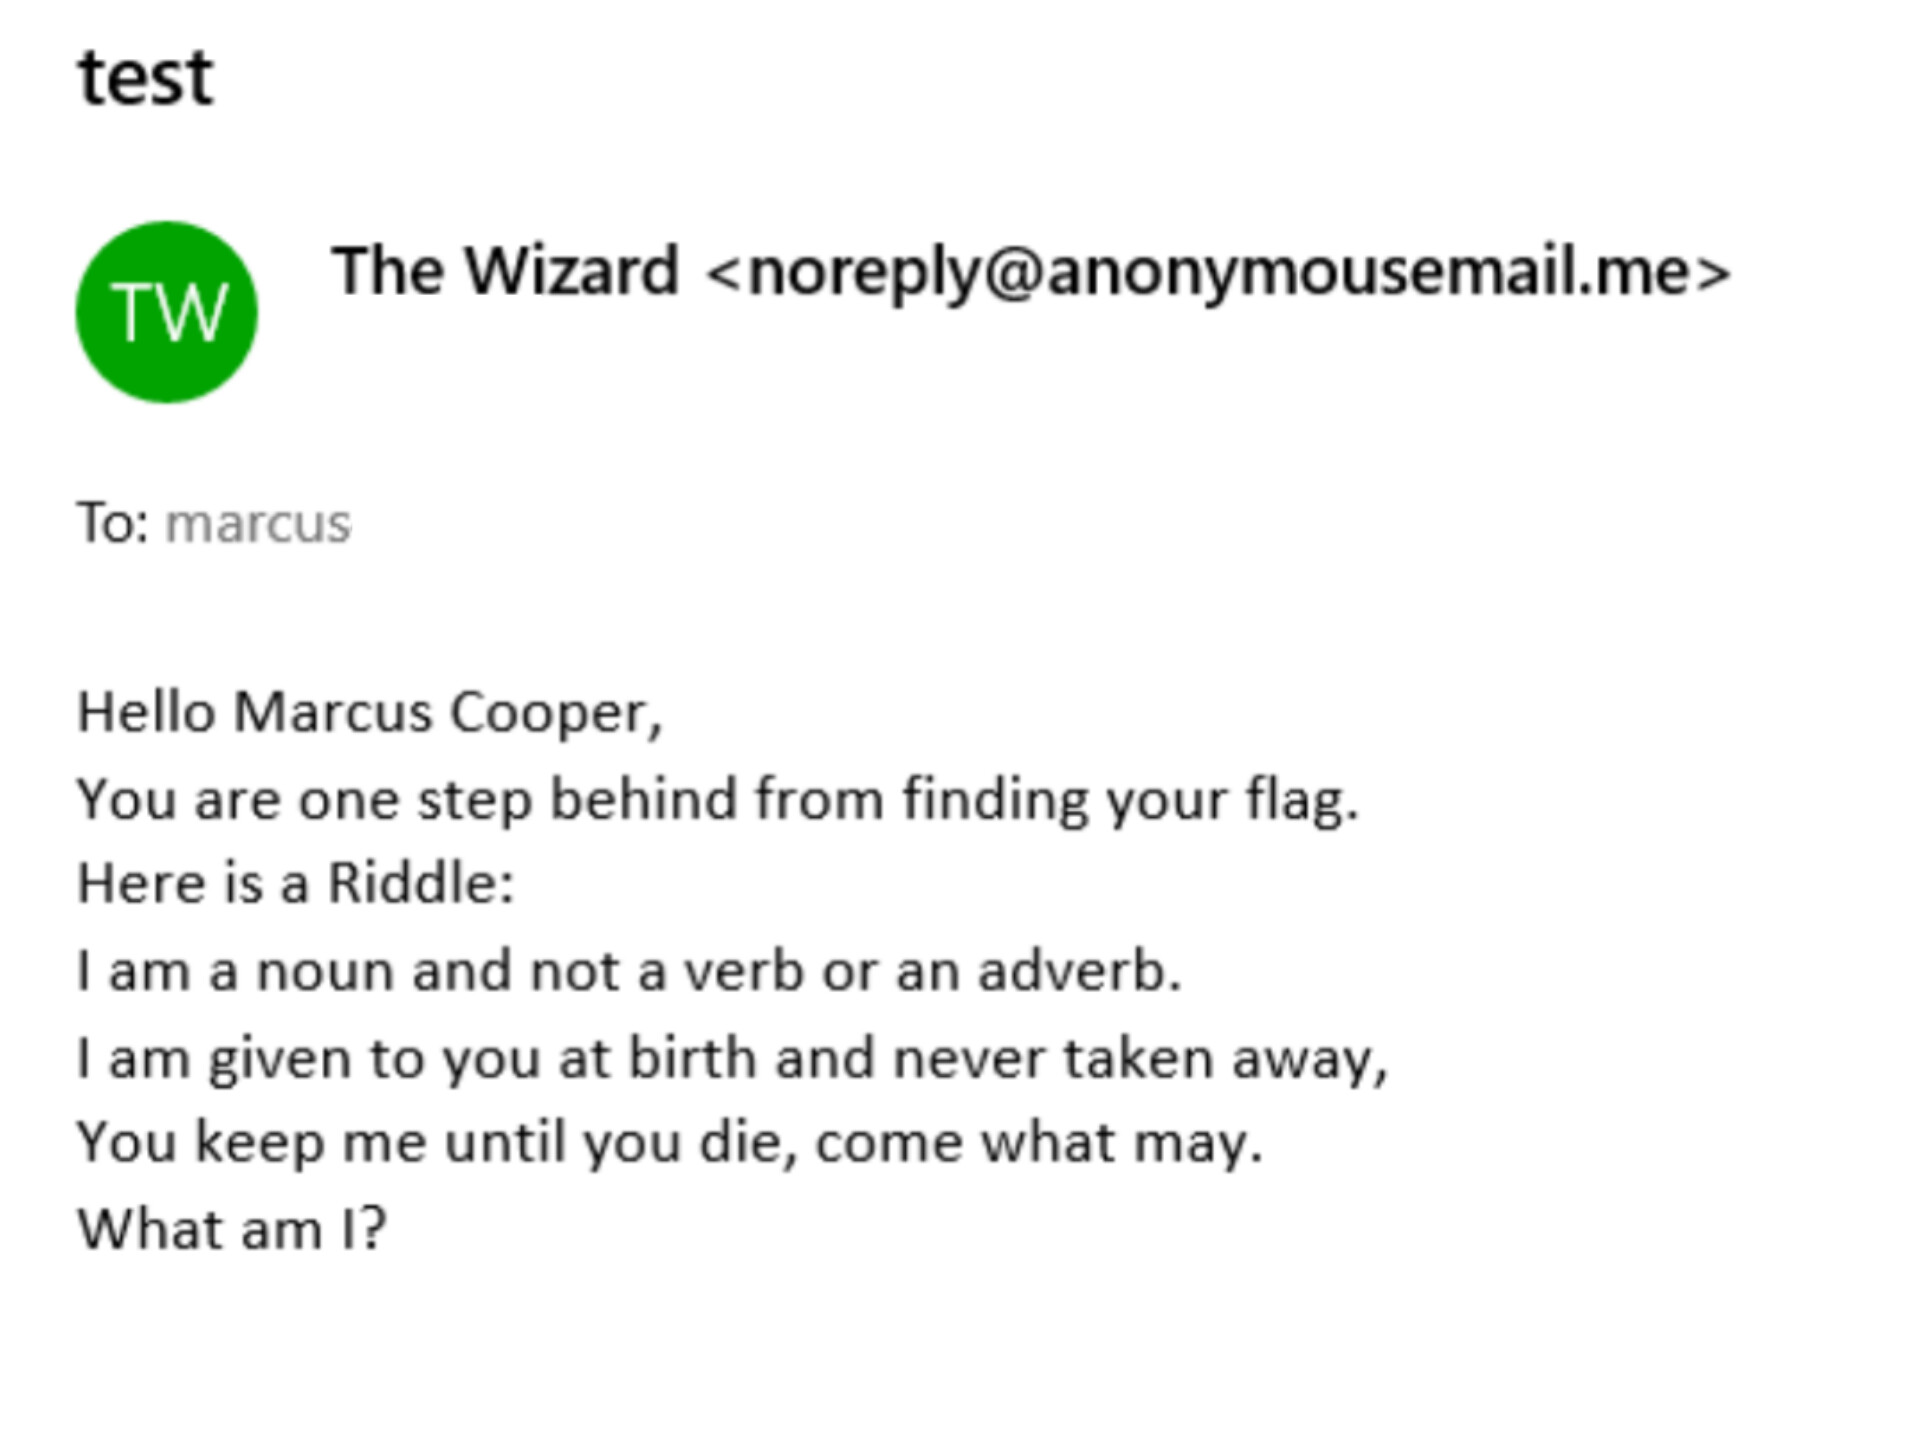 test
TW
The Wizard <noreply@anonymousemail.me>
To: marcus
Hello Marcus Cooper,
You are one step behind from finding your flag.
Here is a Riddle:
I am a noun and not a verb or an adverb.
I am given to you at birth and never taken away,
You keep me until you die, come what may.
What am I?